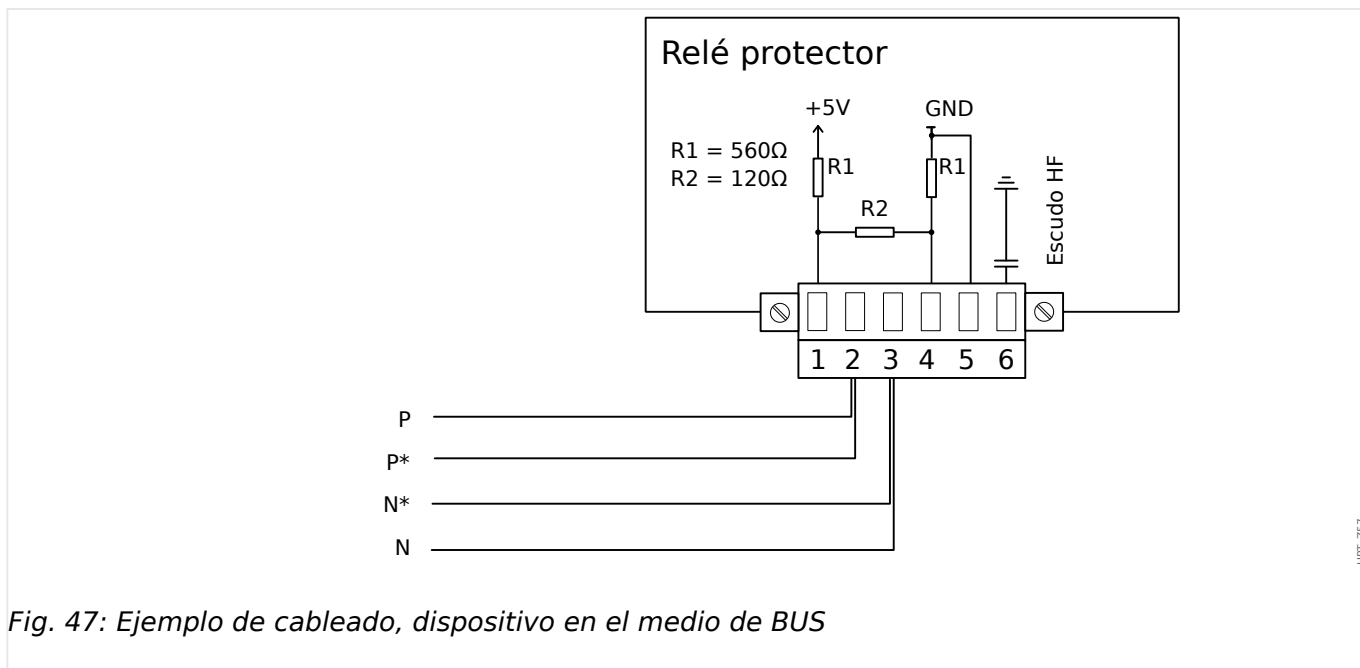 Relé protector
+5V
GND
R1 = 560Ω
R2 = 120Ω
R1
R1
R2
Escudo HF
1 2 3 4 5 6
P
P*
N*
N
Fig. 47: Ejemplo de cableado, dispositivo en el medio de BUS